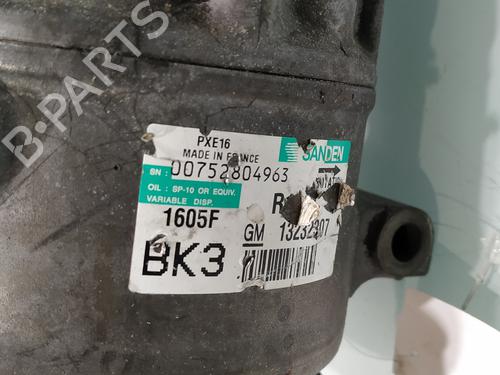 B-PARTS
PXE16
MADE IN FRANCE
SANDEN
SN : 00752804963
OIL : SP-10 OR EQUIV.
VARIABLE DISP.
1605F
GM
BK3